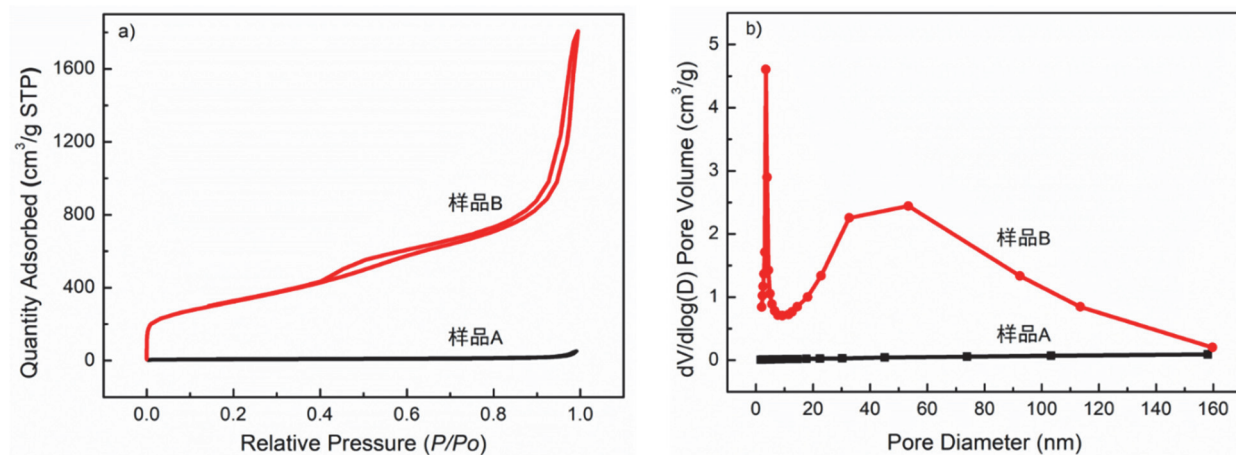 a)
Quantity Adsorbed (cm³/g STP)
1600
1200
800
400
0
样品B
样品A
0.0 0.2 0.4 0.6 0.8 1.0
Relative Pressure (P/Po)
b)
dV/dlog(D) Pore Volume (cm³/g)
5
4
3
2
1
0
样品B
样品A
0 20 40 60 80 100 120 140 160
Pore Diameter (nm)